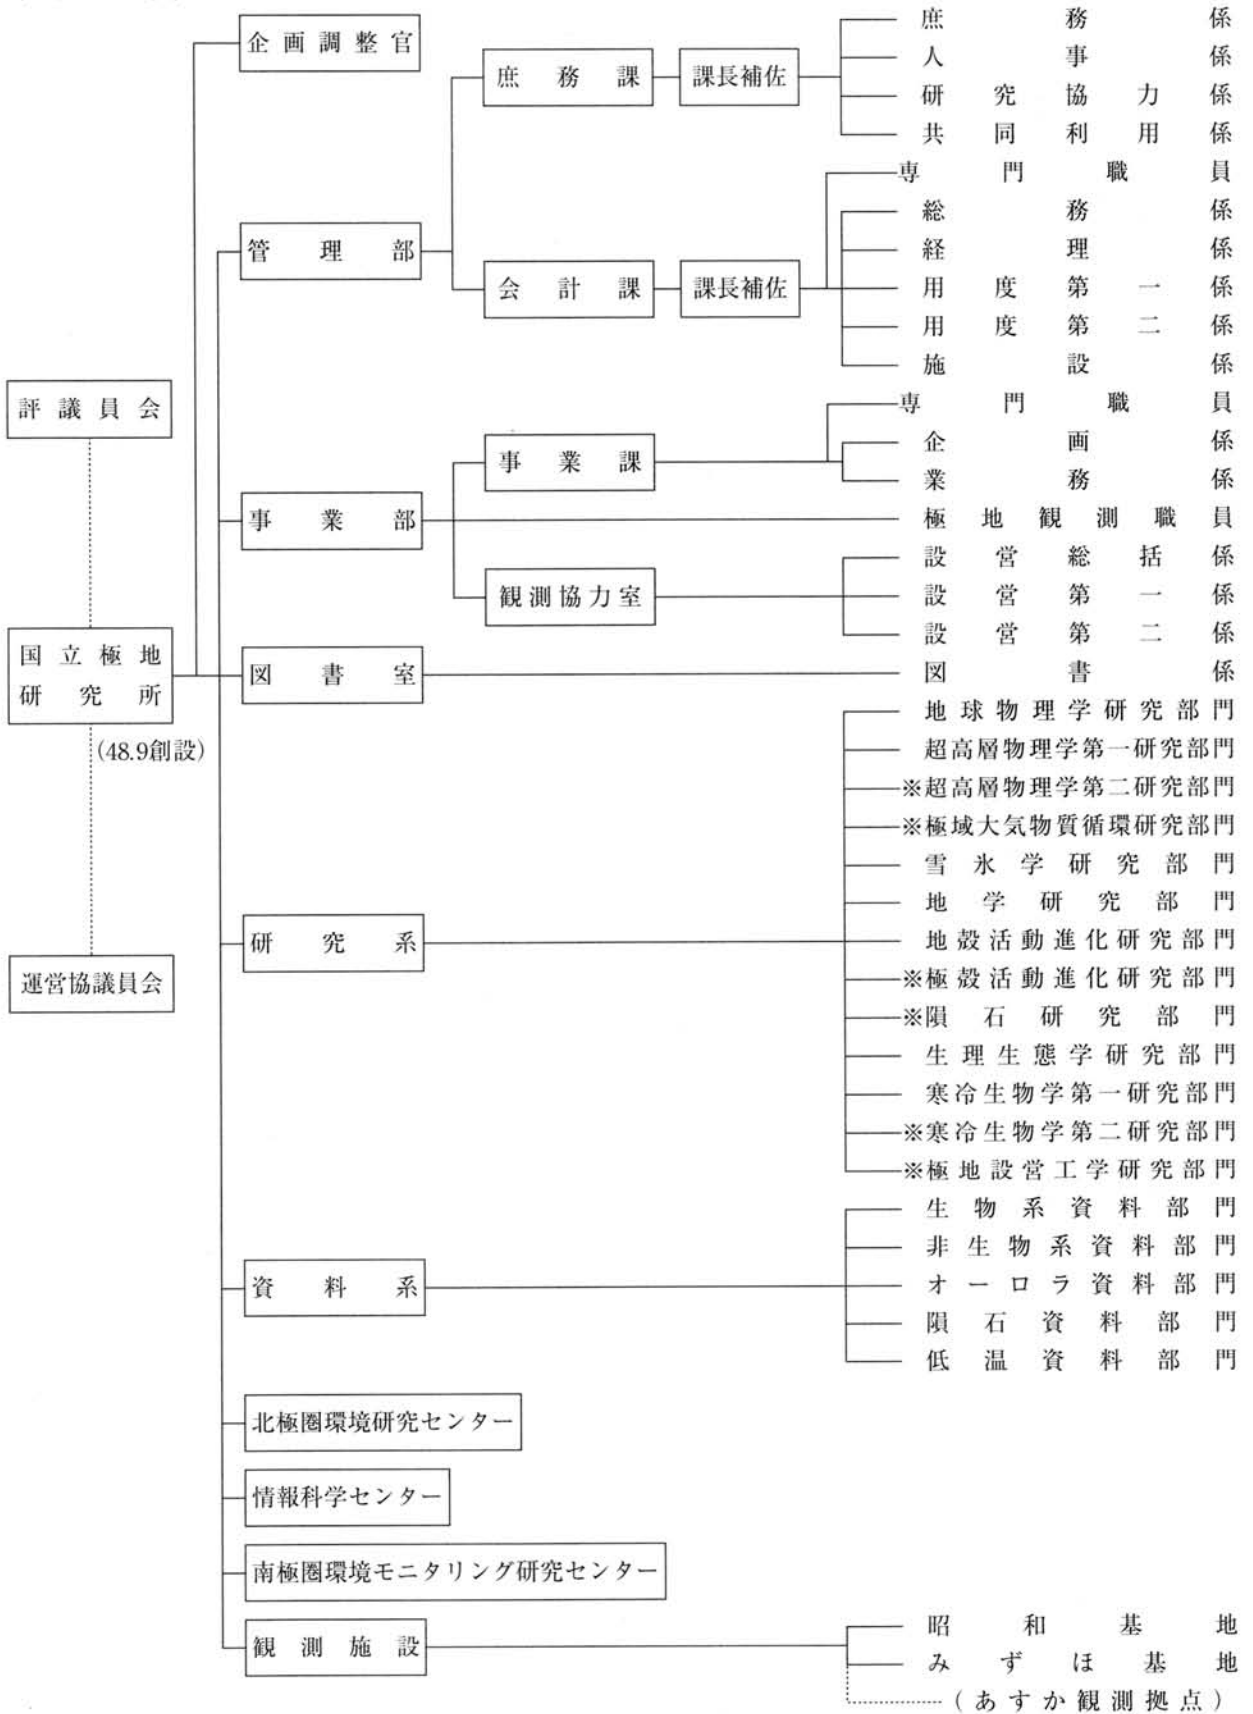 企画調整官
庶務課
課長補佐
庶務係
人事係
研究協力係
共同利用係
専門職員
管理部
総務係
経理係
会計課
課長補佐
用度第一係
用度第二係
施設係
評議員会
専門職員
事業課
企画係
業務係
事業部
極地観測職員
観測協力室
設営総括係
設営第一係
設営第二係
国立極地
研究所
(48.9創設)
図書室
図書係
地球物理学研究部門
超高層物理学第一研究部門
※超高層物理学第二研究部門
※極域大気物質循環研究部門
雪氷学研究部門
地学研究部門
研究系
地殻活動進化研究部門
※極殻活動進化研究部門
運営協議員会
※隕石研究部門
生理生態学研究部門
寒冷生物学第一研究部門
※寒冷生物学第二研究部門
※極地設営工学研究部門
生物系資料部門
非生物系資料部門
資料系
オーロラ資料部門
隕石資料部門
低温資料部門
北極圏環境研究センター
情報科学センター
南極圏環境モニタリング研究センター
観測施設
昭和基地
みずほ基地
(あすか観測拠点)